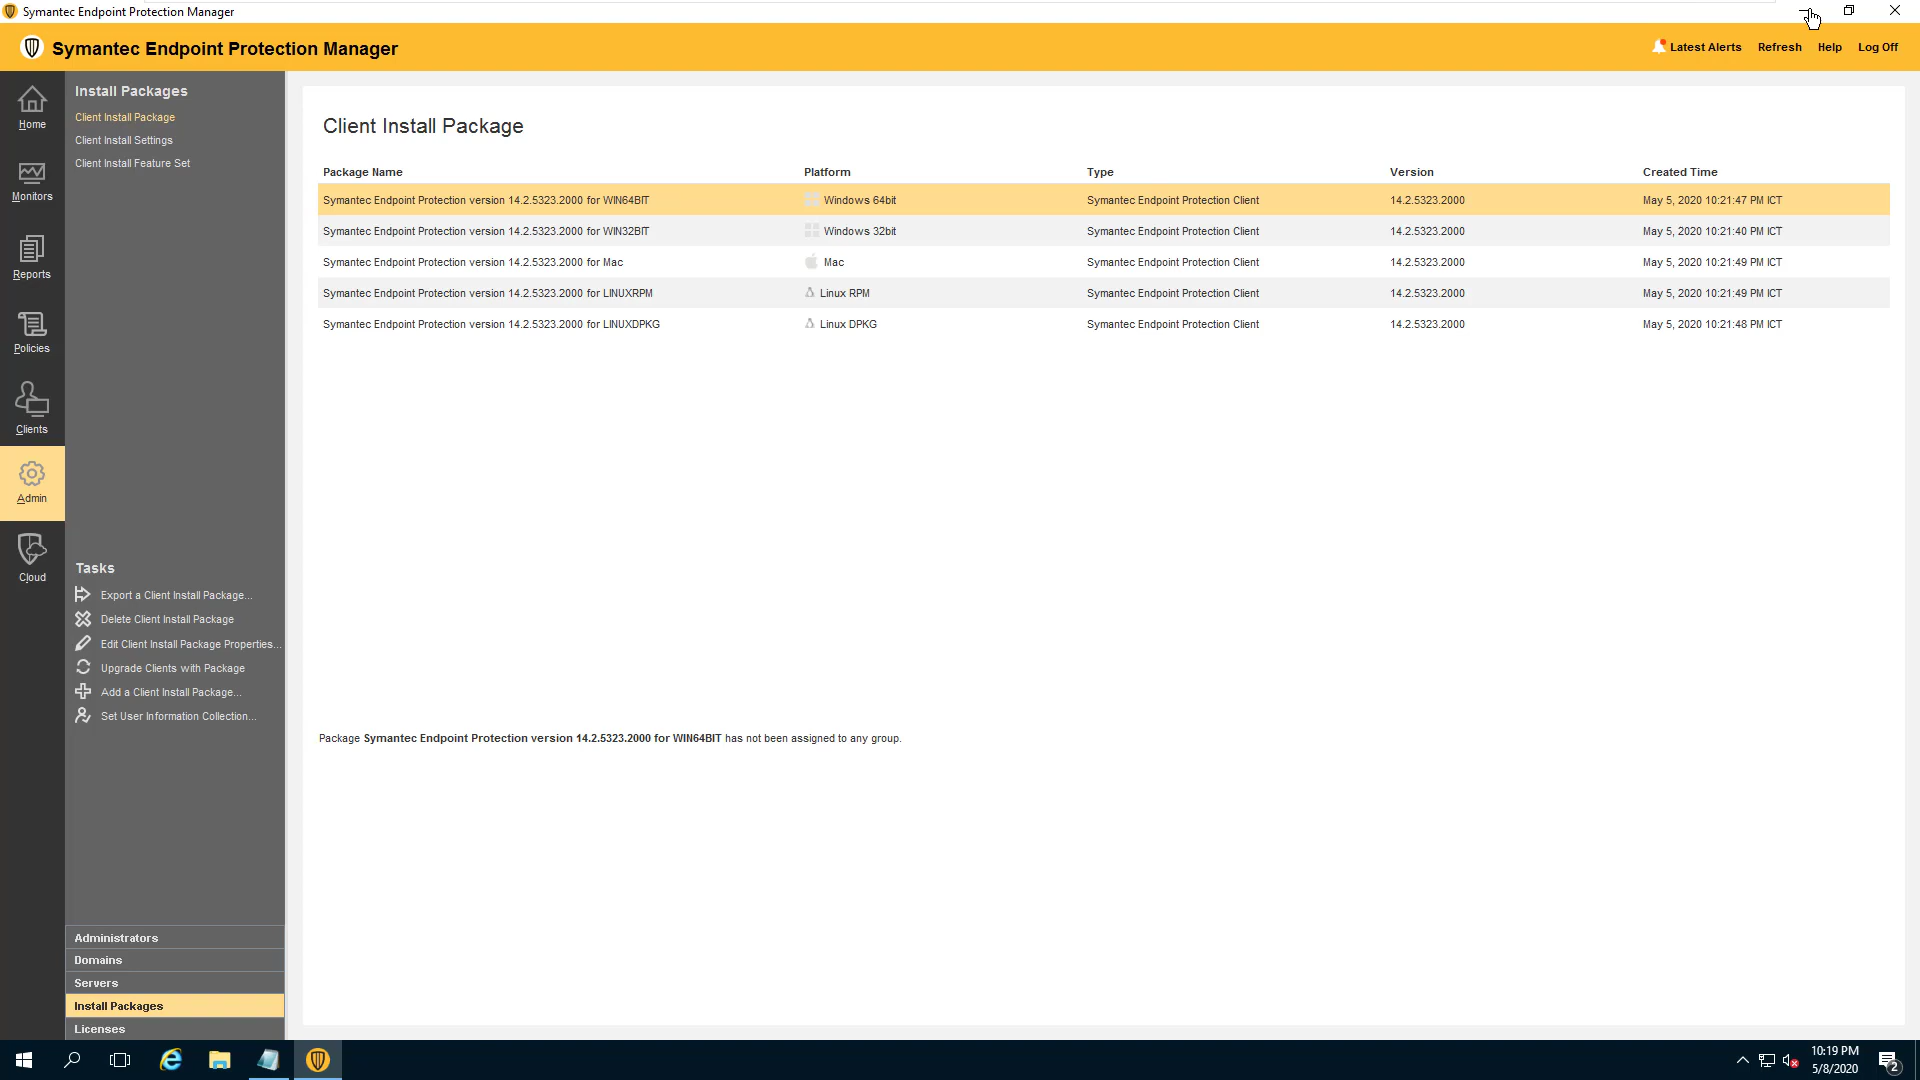 Symantec Endpoint Protection Manager
Symantec Endpoint Protection Manager
Latest Alerts Refresh Help Log Off
Home
Monitors
Reports
Policies
Clients
Admin
Cloud
Install Packages
Client Install Package
Client Install Settings
Client Install Feature Set
Tasks
Export a Client Install Package...
Delete Client Install Package
Edit Client Install Package Properties...
Upgrade Clients with Package
Add a Client Install Package...
Set User Information Collection...
Administrators
Domains
Servers
Install Packages
Licenses
Client Install Package
Package Name Platform Type Version Created Time
Symantec Endpoint Protection version 14.2.5323.2000 for WIN64BIT Windows 64bit Symantec Endpoint Protection Client 14.2.5323.2000 May 5, 2020 10:21:47 PM ICT
Symantec Endpoint Protection version 14.2.5323.2000 for WIN32BIT Windows 32bit Symantec Endpoint Protection Client 14.2.5323.2000 May 5, 2020 10:21:40 PM ICT
Symantec Endpoint Protection version 14.2.5323.2000 for Mac Mac Symantec Endpoint Protection Client 14.2.5323.2000 May 5, 2020 10:21:49 PM ICT
Symantec Endpoint Protection version 14.2.5323.2000 for LINUXRPM Linux RPM Symantec Endpoint Protection Client 14.2.5323.2000 May 5, 2020 10:21:49 PM ICT
Symantec Endpoint Protection version 14.2.5323.2000 for LINUXDPKG Linux DPKG Symantec Endpoint Protection Client 14.2.5323.2000 May 5, 2020 10:21:48 PM ICT
Package Symantec Endpoint Protection version 14.2.5323.2000 for WIN64BIT has not been assigned to any group.
10:19 PM
5/8/2020
2